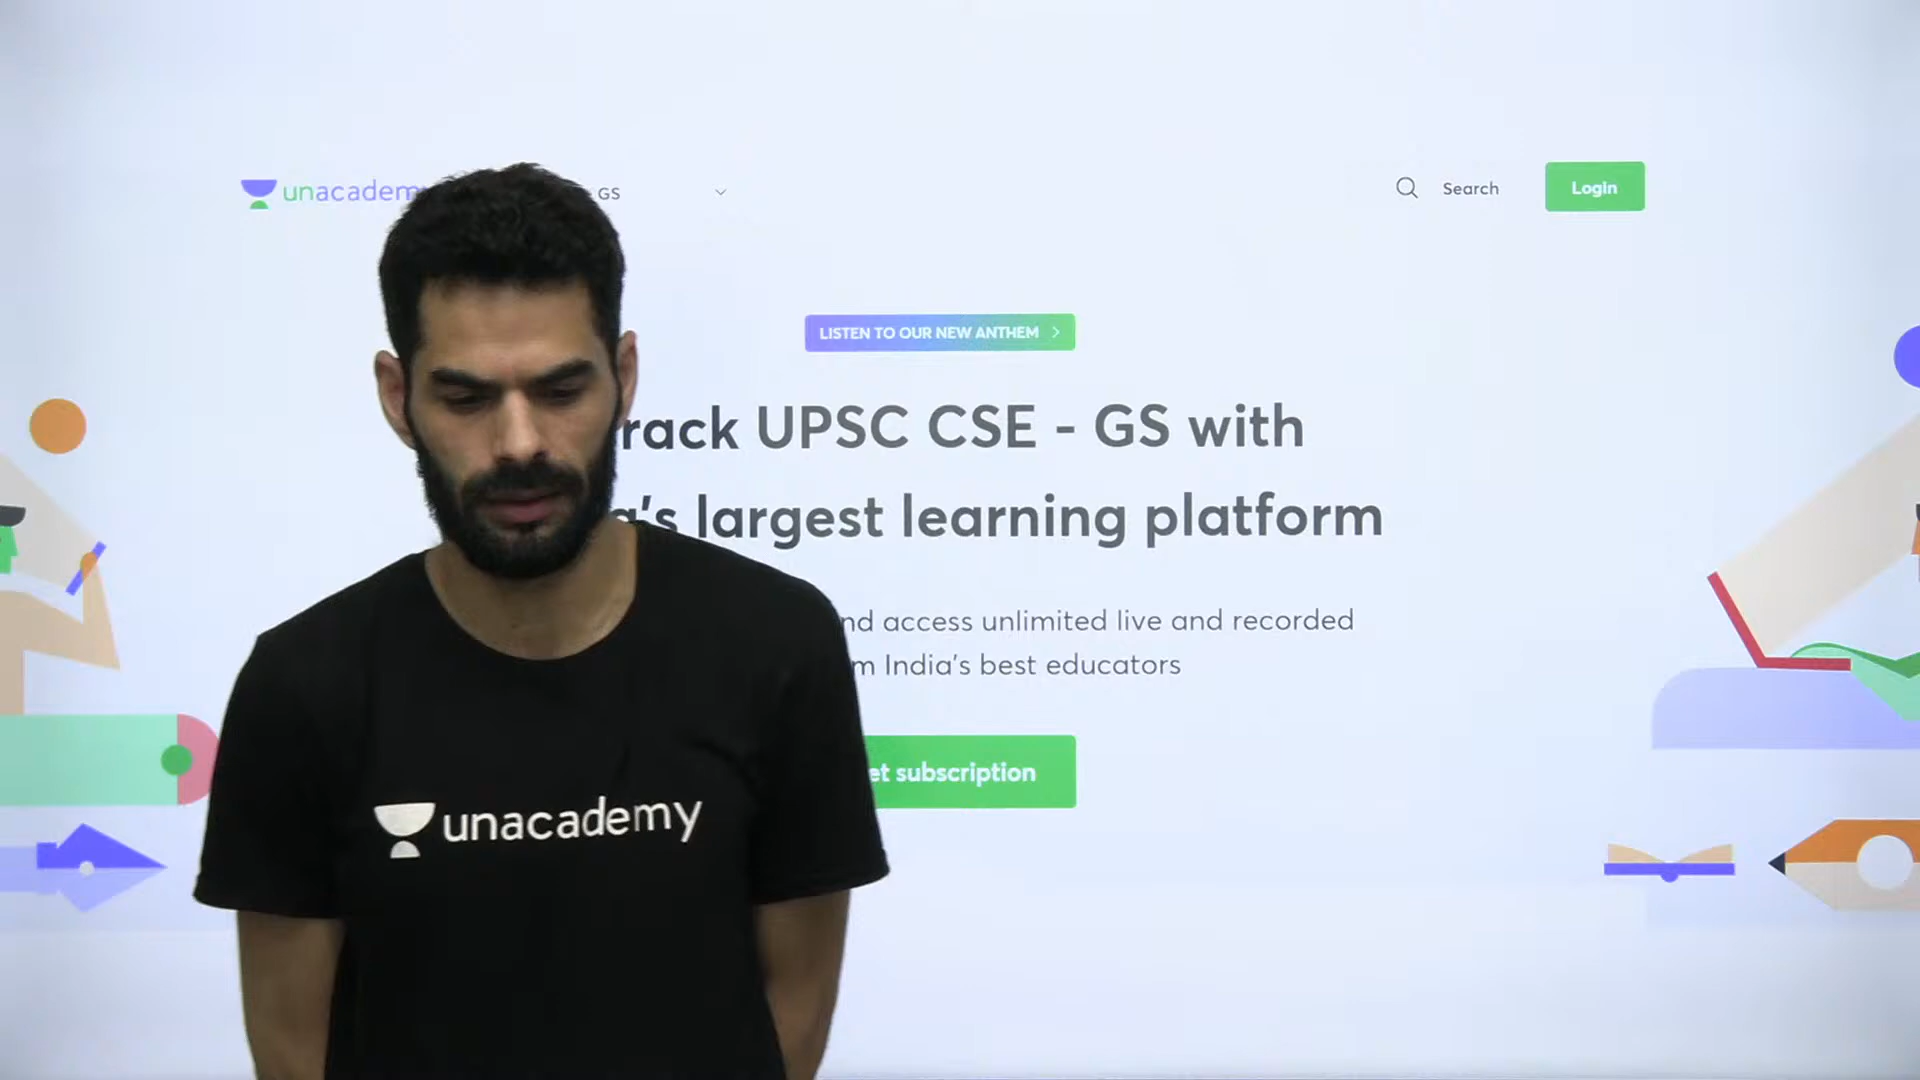 unacadem
GS
Search
Login
LISTEN TO OUR NEW ANTHEM
rack UPSC CSE - GS with
a's largest learning platform
nd access unlimited live and recorded
m India's best educators
et subscription
unacademy